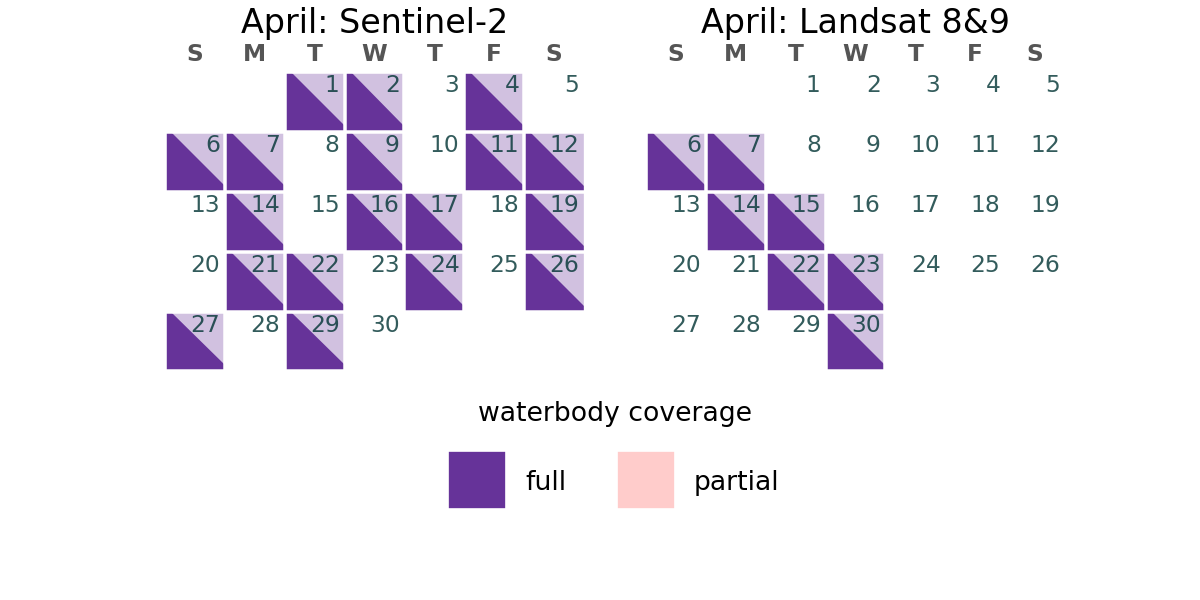 April: Sentinel-2
S M T W T F S
1 2 3 4 5
6 7 8 9 10 11 12
13 14 15 16 17 18 19
20 21 22 23 24 25 26
27 28 29 30
April: Landsat 8&9
S M T W T F S
1 2 3 4 5
6 7 8 9 10 11 12
13 14 15 16 17 18 19
20 21 22 23 24 25 26
27 28 29 30
waterbody coverage
full partial